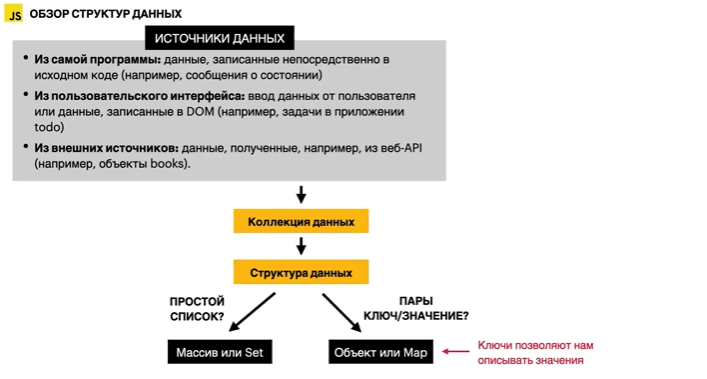 JS ОБЗОР СТРУКТУР ДАННЫХ
ИСТОЧНИКИ ДАННЫХ
• Из самой программы: данные, записанные непосредственно в
исходном коде (например, сообщения о состоянии)
• Из пользовательского интерфейса: ввод данных от пользователя
или данные, записанные в DOM (например, задачи в приложении
todo)
• Из внешних источников: данные, полученные, например, из веб-API
(например, объекты books).
Коллекция данных
Структура данных
ПРОСТОЙ
СПИСОК?
ПАРЫ
КЛЮЧ/ЗНАЧЕНИЕ?
Массив или Set
Объект или Map
Ключи позволяют нам
описывать значения